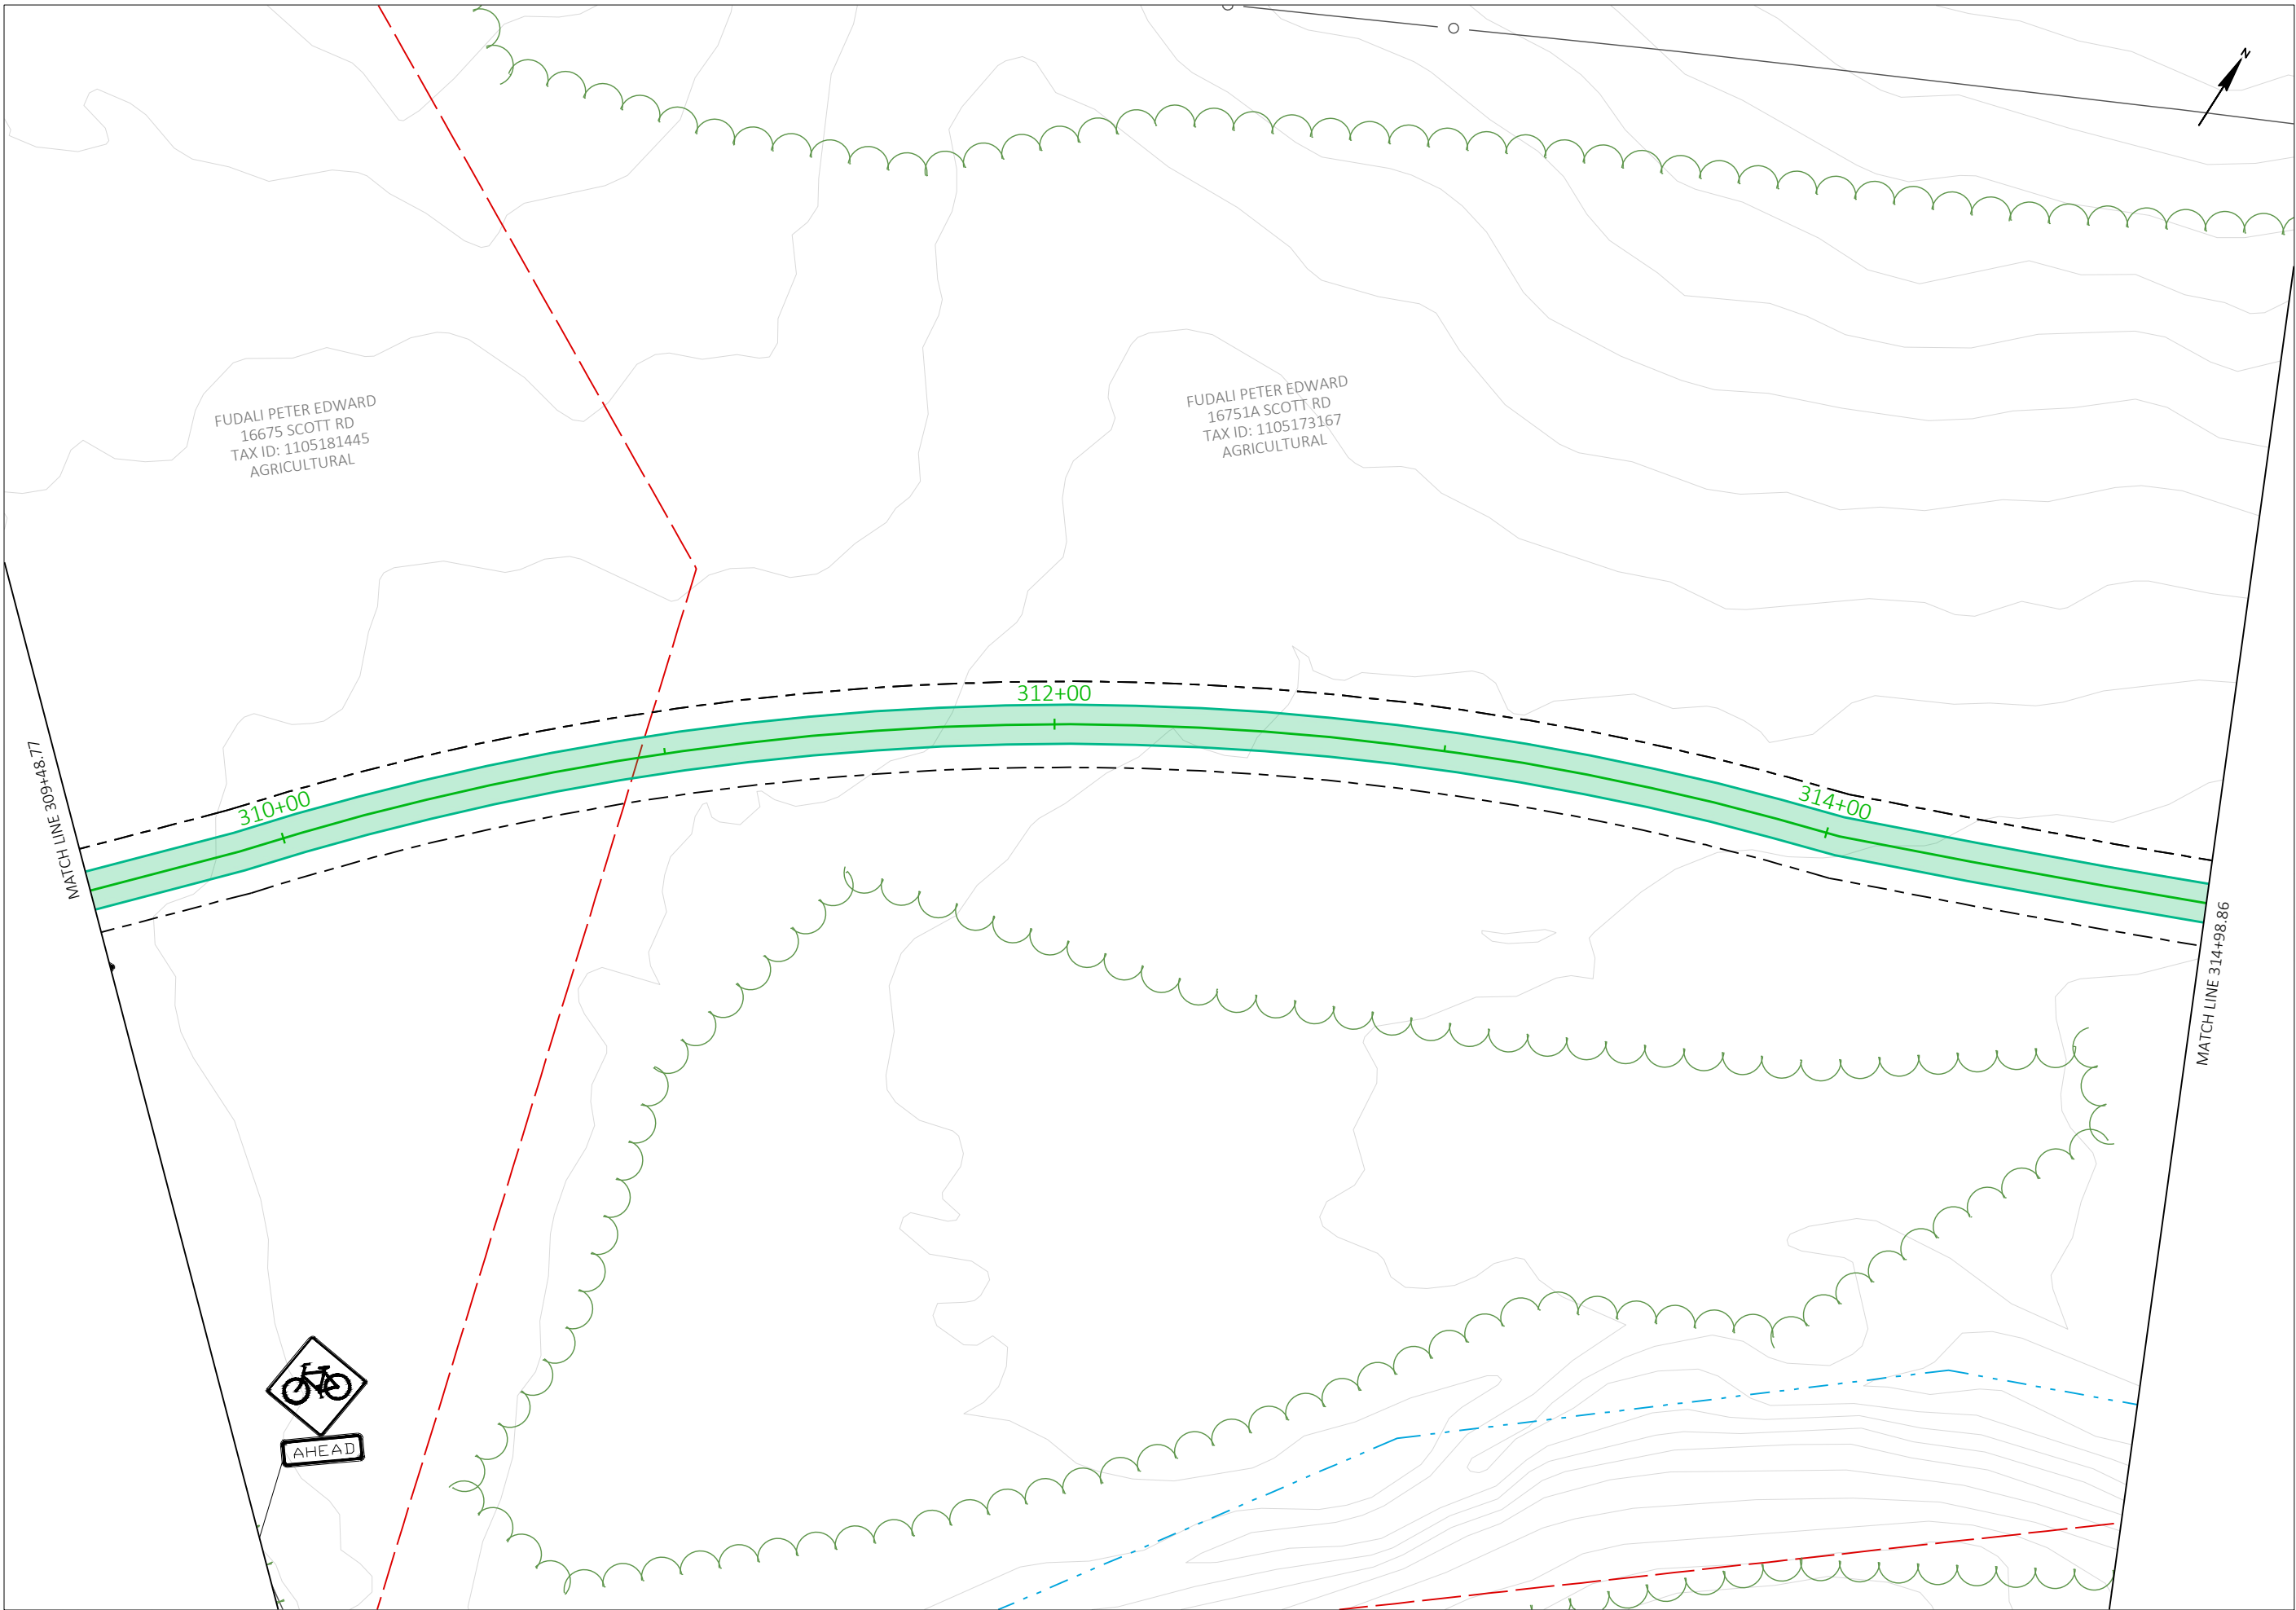 N
FUDALI PETER EDWARD
16675 SCOTT RD
TAX ID: 1105181445
AGRICULTURAL
FUDALI PETER EDWARD
16751A SCOTT RD
TAX ID: 1105173167
AGRICULTURAL
310+00
312+00
314+00
MATCH LINE 309+48.77
MATCH LINE 314+98.86
AHEAD